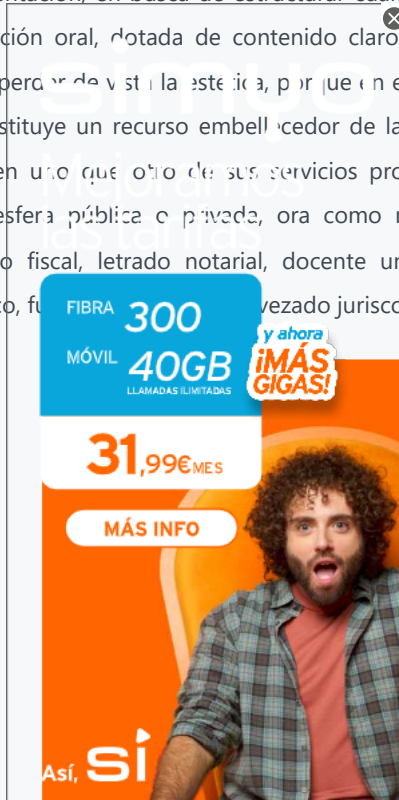 ción oral, dotada de contenido claro
simyo
perder de vista la estética, porque en e
stituye un recurso embellecedor de la
en uno que otro de sus servicios pro
Mejoramos
esfera pública o privada, ora como
las tarifas
o fiscal, letrado notarial, docente un
co, fu
vezado jurisco
FIBRA 300
y ahora
MÓVIL 40GB
¡MÁS
GIGAS!
LLAMADAS ILIMITADAS
31,99€MES
MÁS INFO
Así, sí